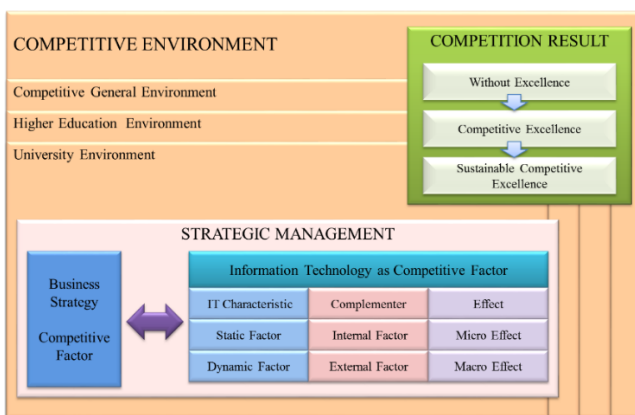 COMPETITIVE ENVIRONMENT
Competitive General Environment
Higher Education Environment
University Environment
COMPETITION RESULT
Without Excellence
Competitive Excellence
Sustainable Competitive
Excellence
STRATEGIC MANAGEMENT
Business
Strategy
Competitive
Factor
Information Technology as Competitive Factor
IT Characteristic
Complementer
Effect
Static Factor
Internal Factor
Micro Effect
Dynamic Factor
External Factor
Macro Effect